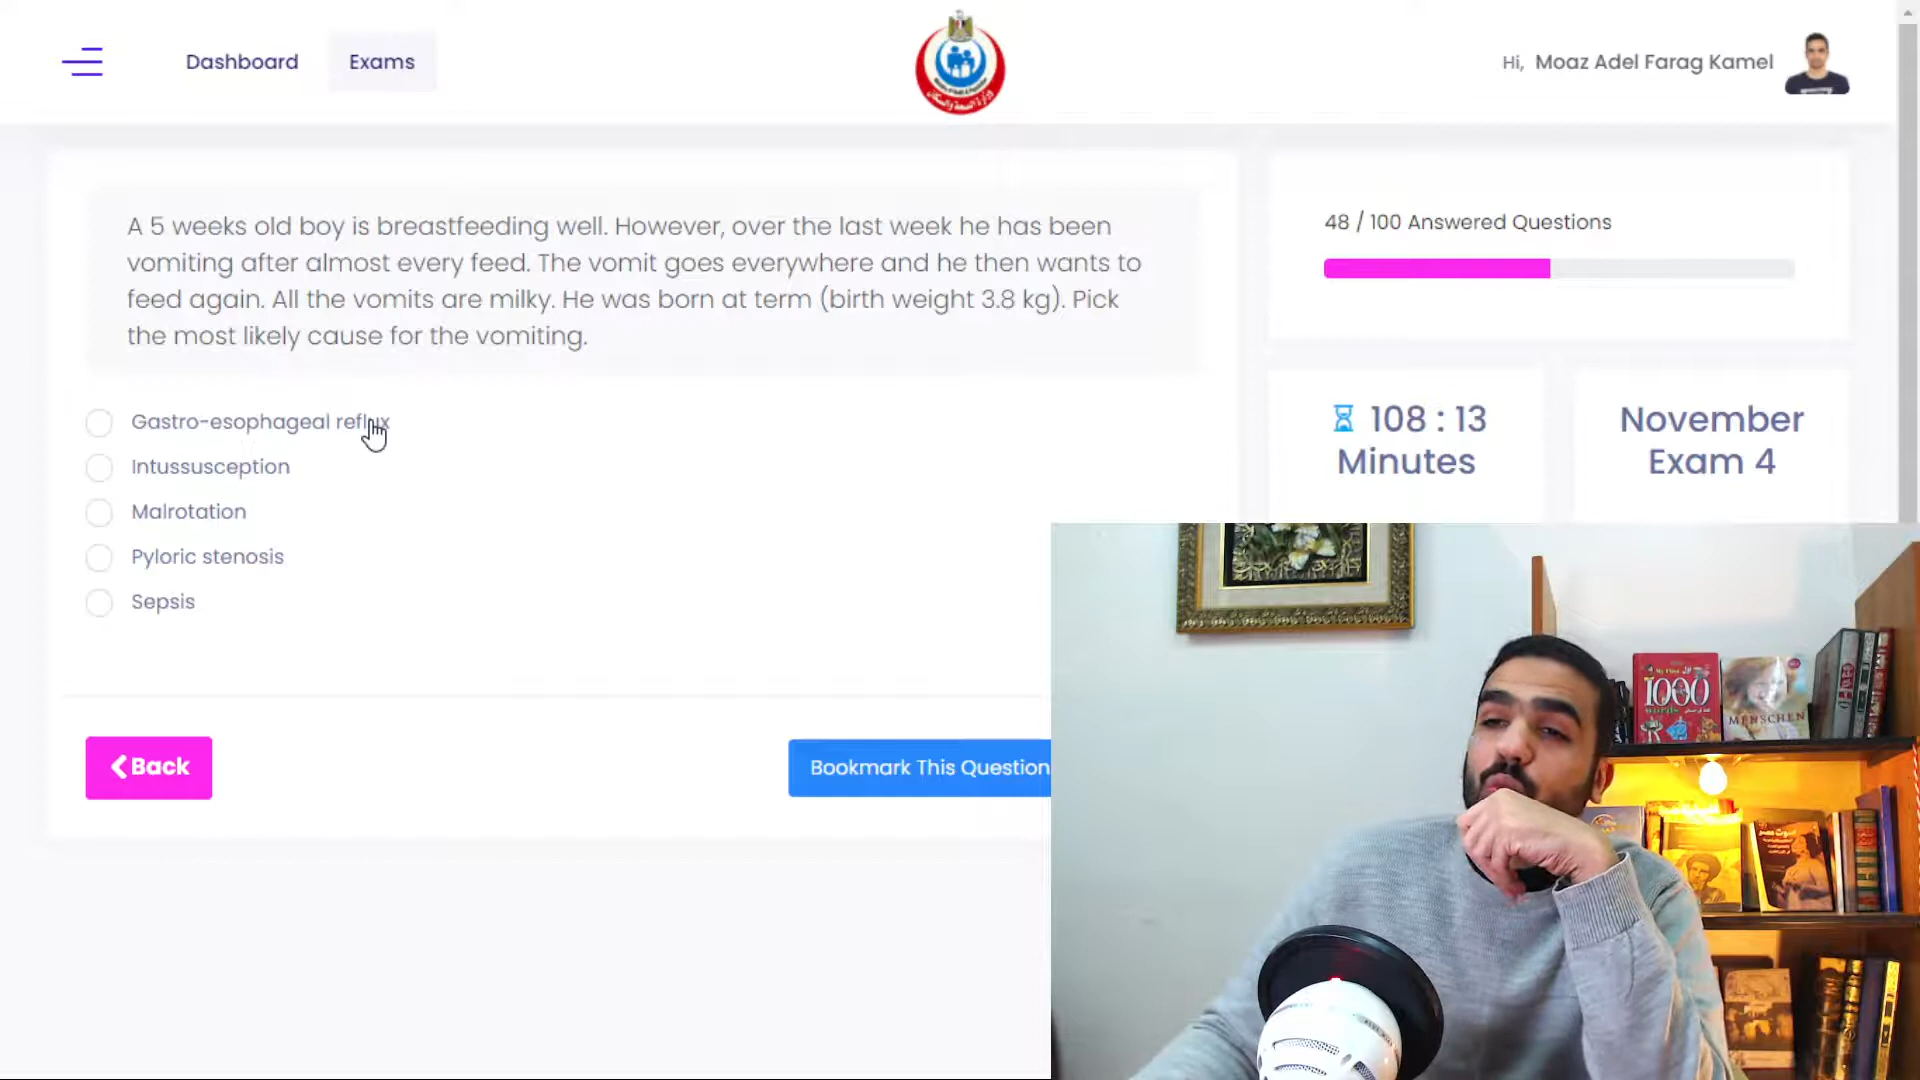 Dashboard
Exams
Hi, Moaz Adel Farag Kamel
A 5 weeks old boy is breastfeeding well. However, over the last week he has been
vomiting after almost every feed. The vomit goes everywhere and he then wants to
feed again. All the vomits are milky. He was born at term (birth weight 3.8 kg). Pick
the most likely cause for the vomiting.
Gastro-esophageal reflux
Intussusception
Malrotation
Pyloric stenosis
Sepsis
Back
Bookmark This Question
48 / 100 Answered Questions
108 : 13
Minutes
November
Exam 4
My First
1000
words
MENSCHEN